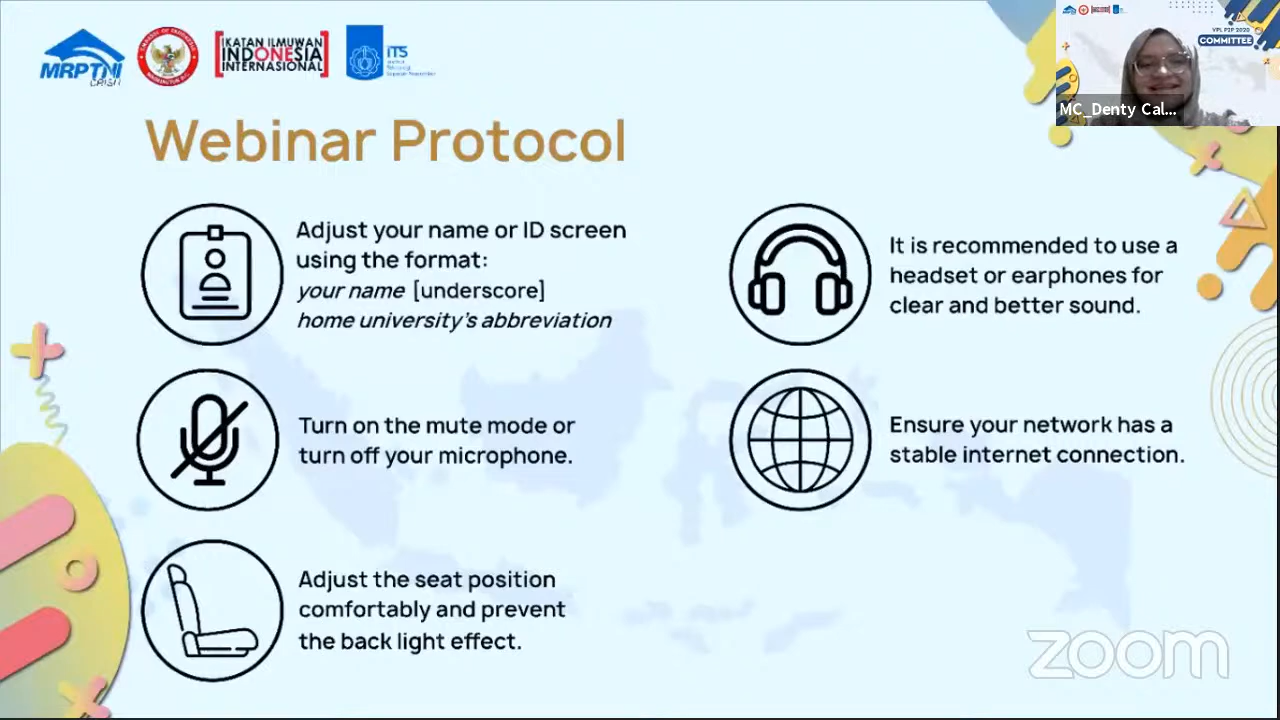 MRPTNI
IKATAN ILMUWAN
INDONESIA
INTERNASIONAL
ITS
VPL P2P 2020
COMMITTEE
MC_Denty Cal...
Webinar Protocol
Adjust your name or ID screen
using the format:
your name [underscore]
home university's abbreviation
It is recommended to use a
headset or earphones for
clear and better sound.
Turn on the mute mode or
turn off your microphone.
Ensure your network has a
stable internet connection.
Adjust the seat position
comfortably and prevent
the back light effect.
zoom